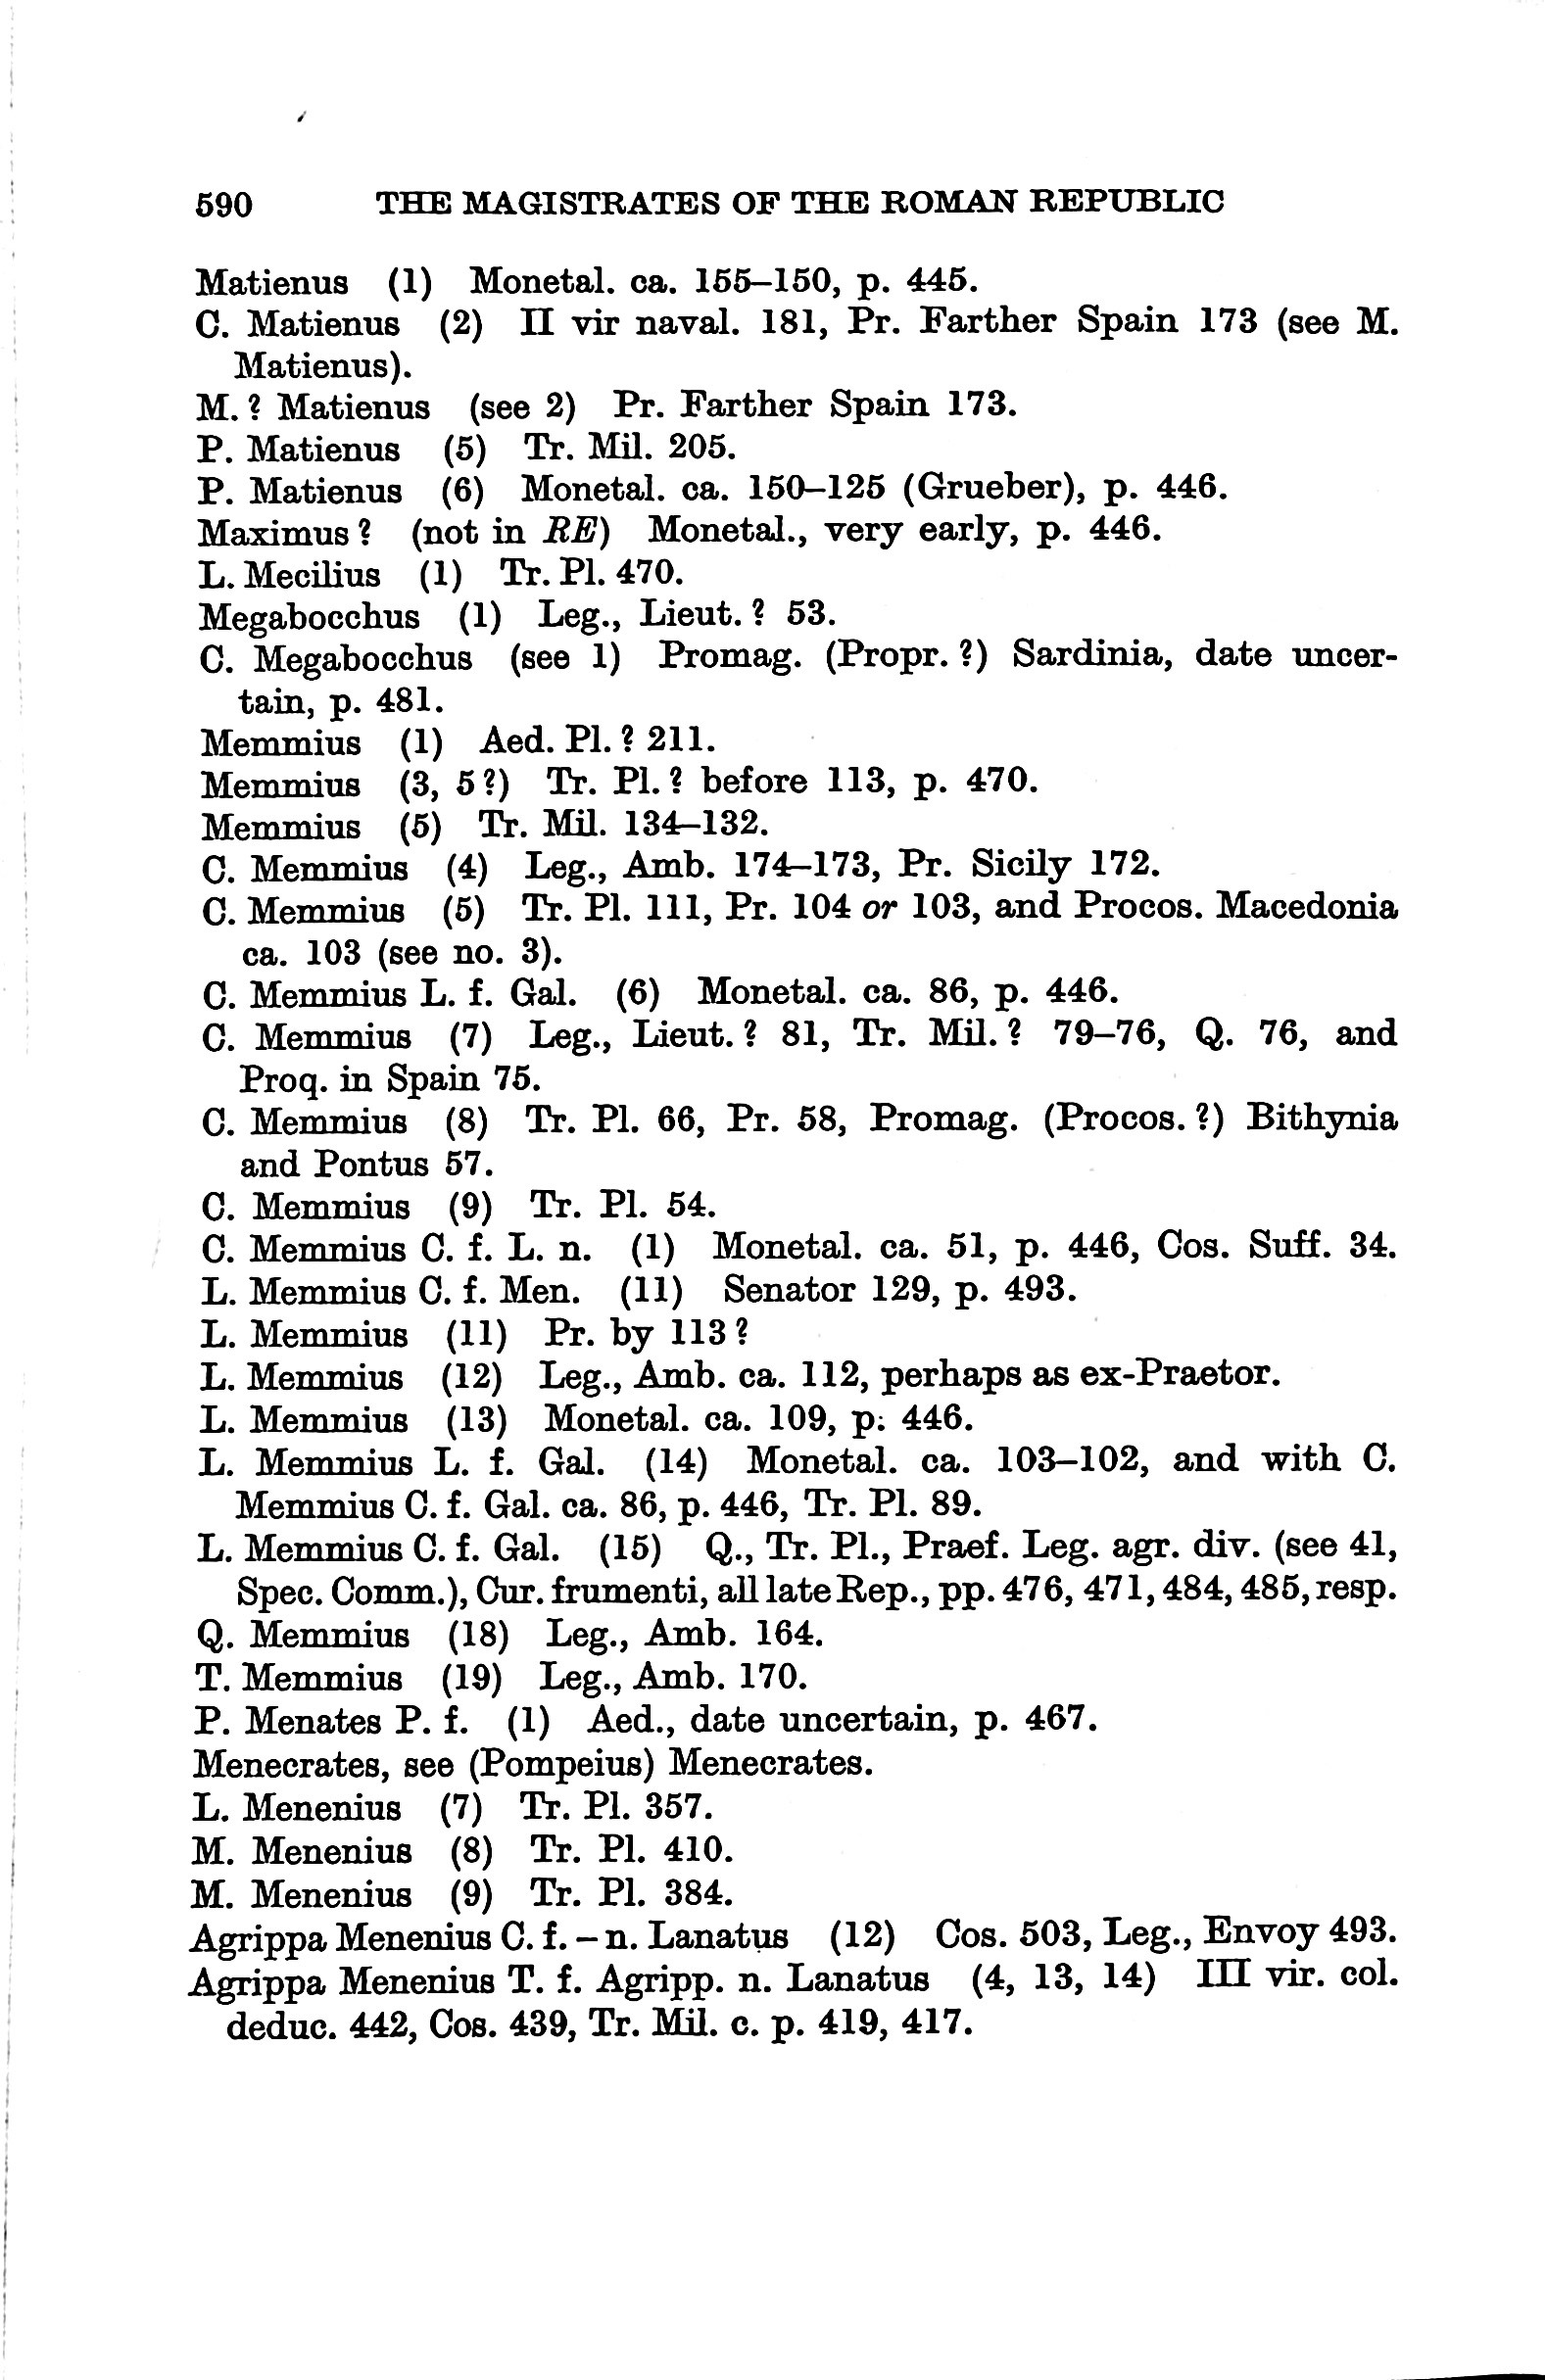 590 THE MAGISTRATES OF THE ROMAN REPUBLIC
Matienus (1) Monetal. ca. 155–150, p. 445.
C. Matienus (2) II vir naval. 181, Pr. Farther Spain 173 (see M.
Matienus).
M. ? Matienus (see 2) Pr. Farther Spain 173.
P. Matienus (5) Tr. Mil. 205.
P. Matienus (6) Monetal. ca. 150–125 (Grueber), p. 446.
Maximus ? (not in RE) Monetal., very early, p. 446.
L. Mecilius (1) Tr. Pl. 470.
Megabocchus (1) Leg., Lieut. ? 53.
C. Megabocchus (see 1) Promag. (Propr. ?) Sardinia, date uncer-
tain, p. 481.
Memmius (1) Aed. Pl. ? 211.
Memmius (3, 5 ?) Tr. Pl. ? before 113, p. 470.
Memmius (5) Tr. Mil. 134–132.
C. Memmius (4) Leg., Amb. 174–173, Pr. Sicily 172.
C. Memmius (5) Tr. Pl. 111, Pr. 104 or 103, and Procos. Macedonia
ca. 103 (see no. 3).
C. Memmius L. f. Gal. (6) Monetal. ca. 86, p. 446.
C. Memmius (7) Leg., Lieut. ? 81, Tr. Mil. ? 79–76, Q. 76, and
Proq. in Spain 75.
C. Memmius (8) Tr. Pl. 66, Pr. 58, Promag. (Procos. ?) Bithynia
and Pontus 57.
C. Memmius (9) Tr. Pl. 54.
C. Memmius C. f. L. n. (1) Monetal. ca. 51, p. 446, Cos. Suff. 34.
L. Memmius C. f. Men. (11) Senator 129, p. 493.
L. Memmius (11) Pr. by 113 ?
L. Memmius (12) Leg., Amb. ca. 112, perhaps as ex-Praetor.
L. Memmius (13) Monetal. ca. 109, p. 446.
L. Memmius L. f. Gal. (14) Monetal. ca. 103–102, and with C.
Memmius C. f. Gal. ca. 86, p. 446, Tr. Pl. 89.
L. Memmius C. f. Gal. (15) Q., Tr. Pl., Praef. Leg. agr. div. (see 41,
Spec. Comm.), Cur. frumenti, all late Rep., pp. 476, 471, 484, 485, resp.
Q. Memmius (18) Leg., Amb. 164.
T. Memmius (19) Leg., Amb. 170.
P. Menates P. f. (1) Aed., date uncertain, p. 467.
Menecrates, see (Pompeius) Menecrates.
L. Menenius (7) Tr. Pl. 357.
M. Menenius (8) Tr. Pl. 410.
M. Menenius (9) Tr. Pl. 384.
Agrippa Menenius C. f. – n. Lanatus (12) Cos. 503, Leg., Envoy 493.
Agrippa Menenius T. f. Agripp. n. Lanatus (4, 13, 14) III vir. col.
deduc. 442, Cos. 439, Tr. Mil. c. p. 419, 417.